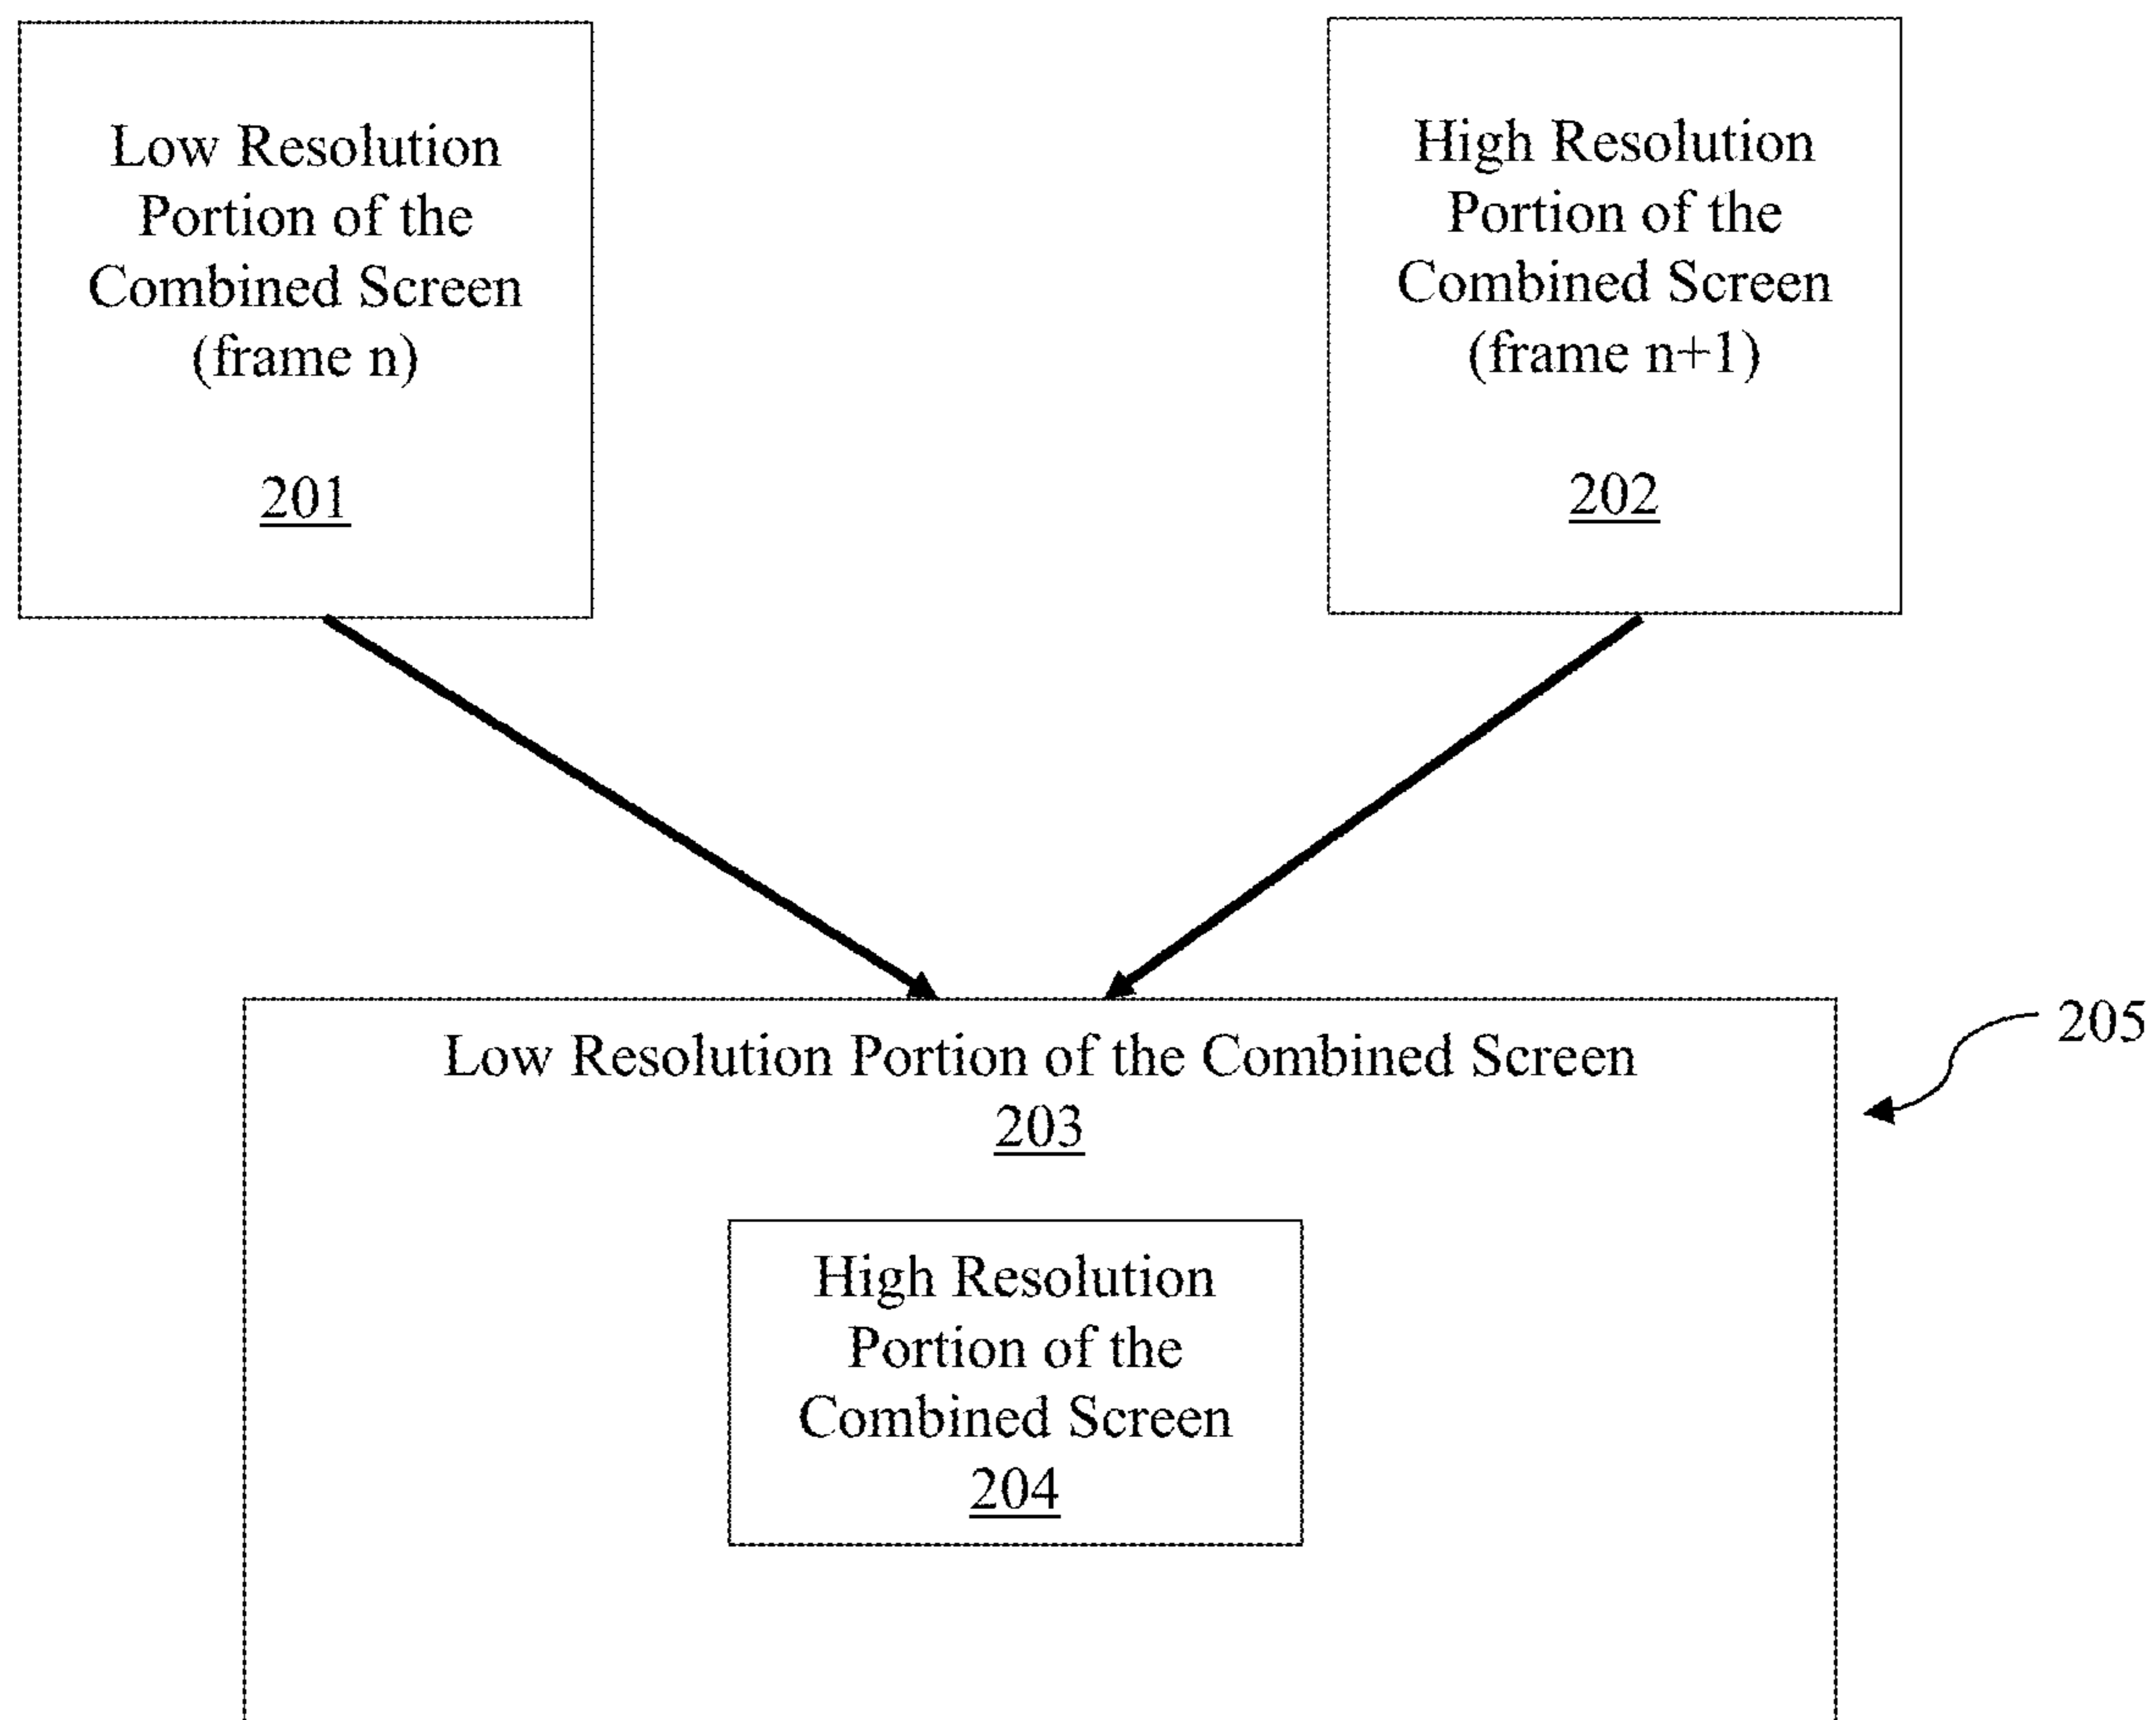 Low Resolution
Portion of the
Combined Screen
(frame n)
201
High Resolution
Portion of the
Combined Screen
(frame n+1)
202
205
Low Resolution Portion of the Combined Screen
203
High Resolution
Portion of the
Combined Screen
204